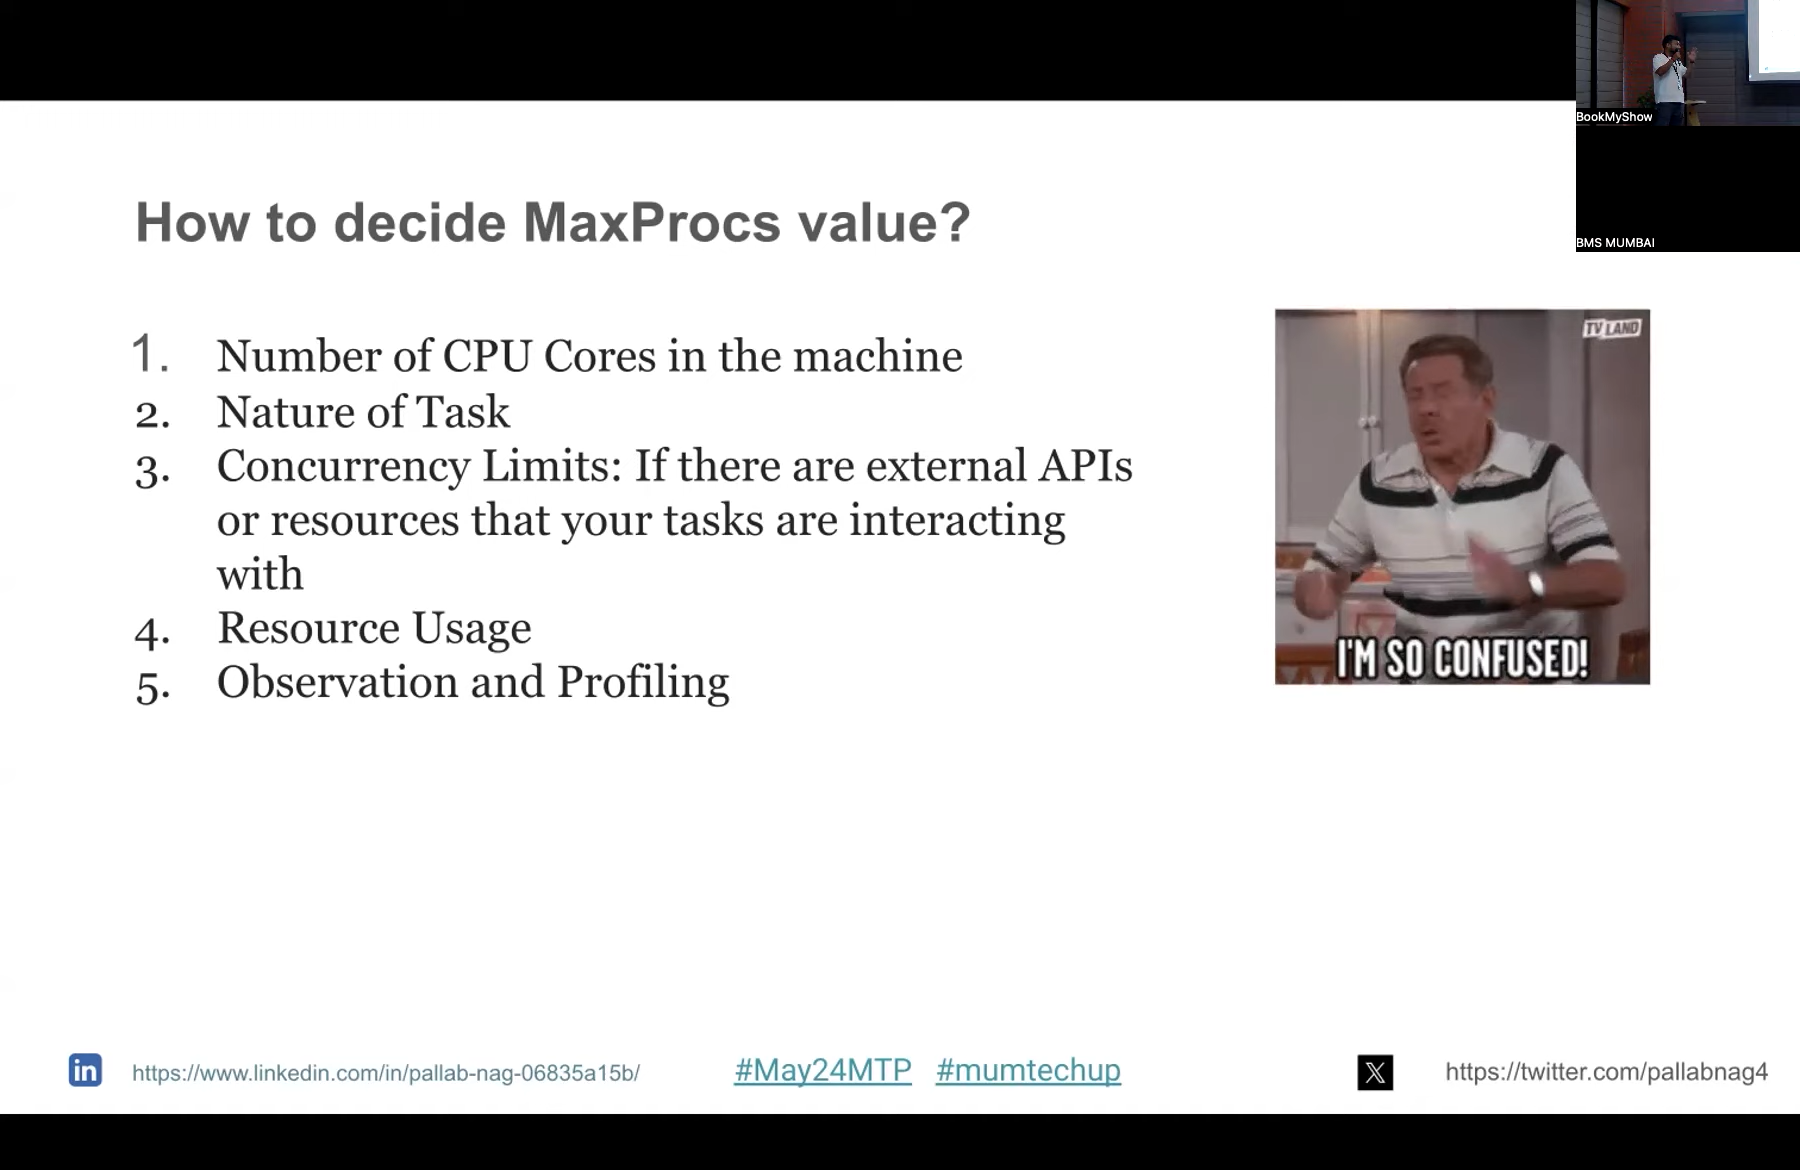 BookMyShow
BMS MUMBAI
How to decide MaxProcs value?
1. Number of CPU Cores in the machine
2. Nature of Task
3. Concurrency Limits: If there are external APIs
or resources that your tasks are interacting
with
4. Resource Usage
5. Observation and Profiling
TV LAND
I'M SO CONFUSED!
in https://www.linkedin.com/in/pallab-nag-06835a15b/
#May24MTP #mumtechup
X https://twitter.com/pallabnag4